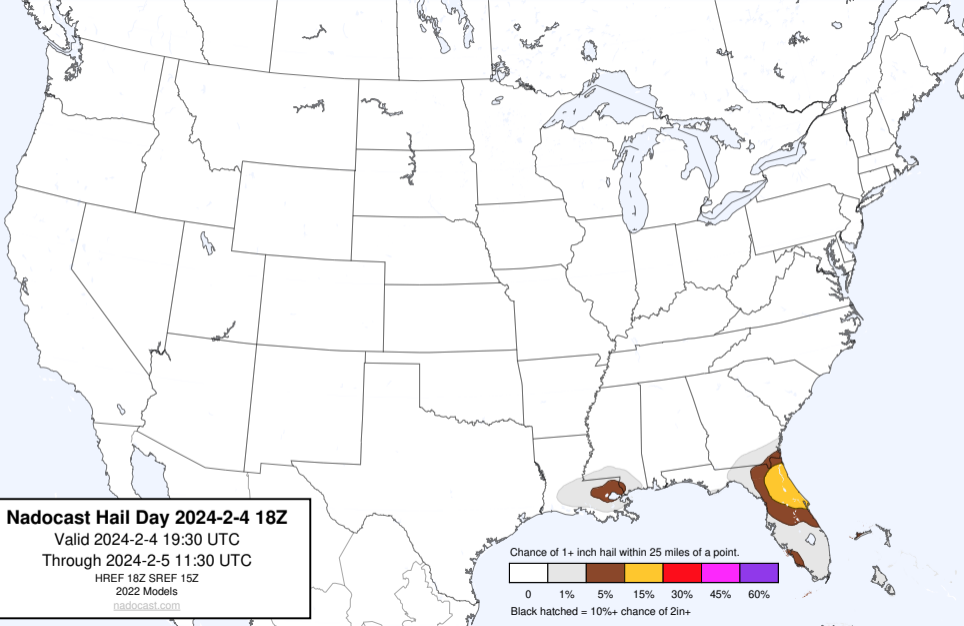 Nadocast Hail Day 2024-2-4 18Z
Valid 2024-2-4 19:30 UTC
Through 2024-2-5 11:30 UTC
HREF 18Z SREF 15Z
2022 Models
nadocast.com
Chance of 1+ inch hail within 25 miles of a point.
0 1% 5% 15% 30% 45% 60%
Black hatched = 10%+ chance of 2in+